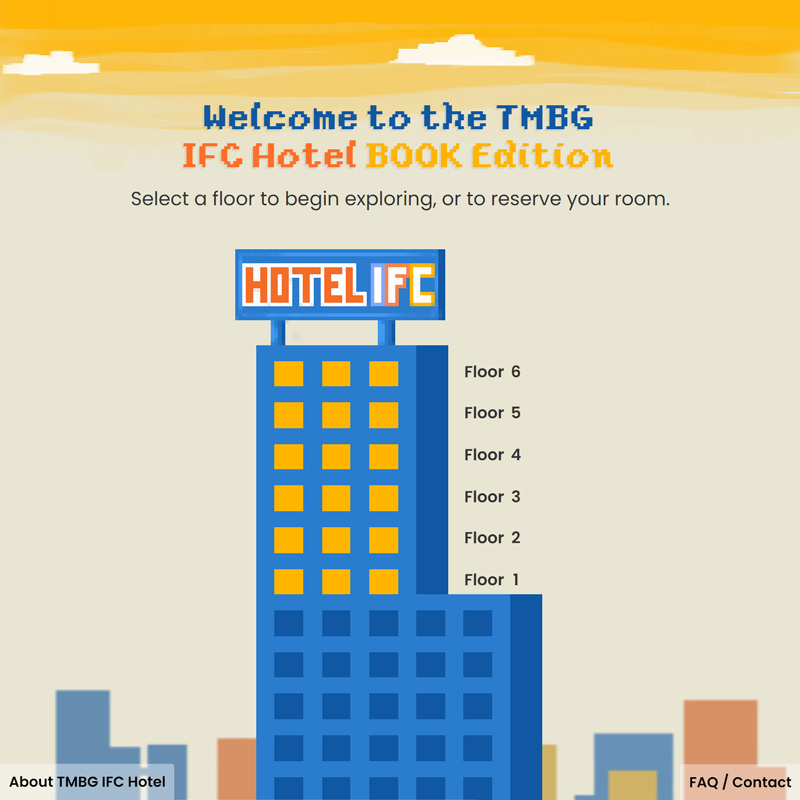 Welcome to the TMBG
IFC Hotel BOOK Edition
Select a floor to begin exploring, or to reserve your room.
HOTEL IFC
Floor 6
Floor 5
Floor 4
Floor 3
Floor 2
Floor 1
About TMBG IFC Hotel
FAQ / Contact